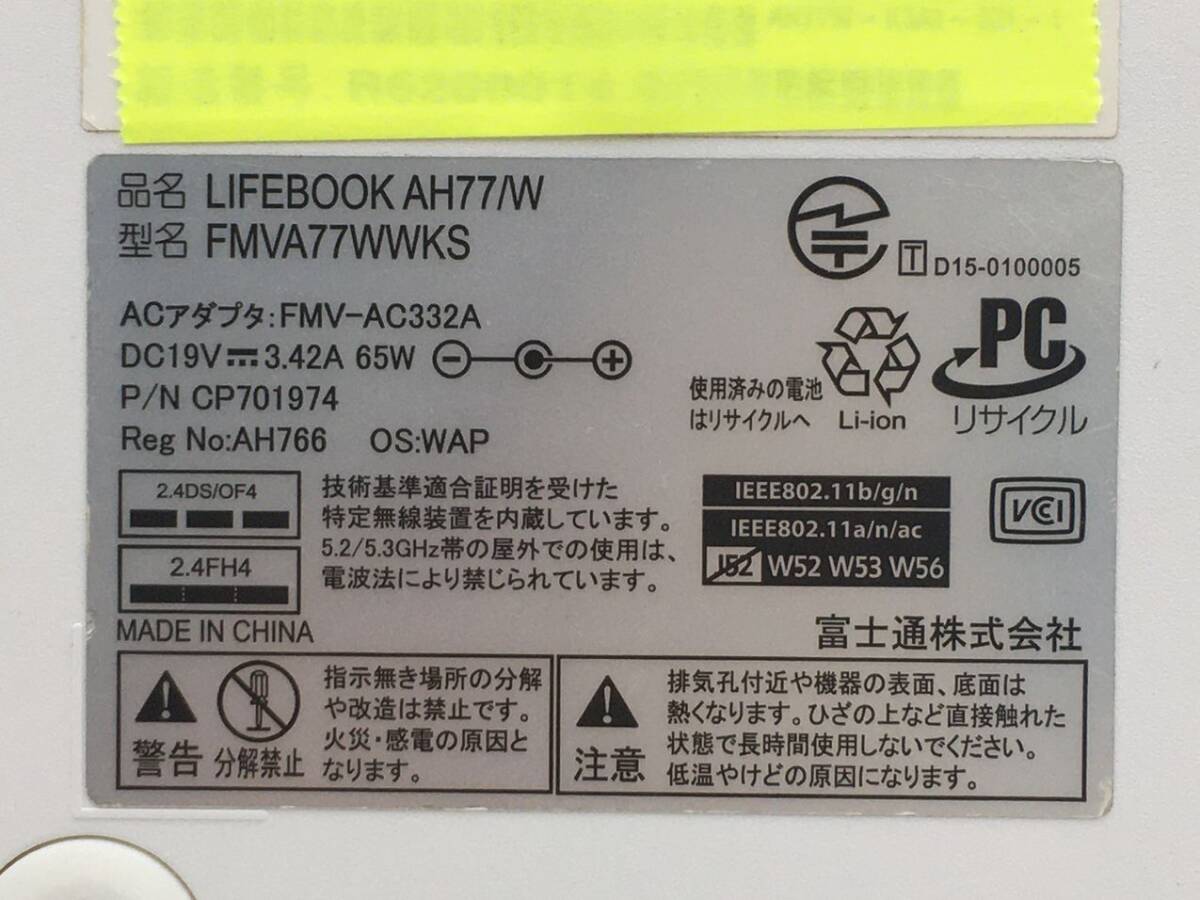 品名 LIFEBOOK AH77/W
型名 FMVA77WWKS
T D15-0100005
ACアダプタ:FMV-AC332A
DC19V 3.42A 65W
P/N CP701974
Reg No:AH766 OS:WAP
使用済みの電池
はリサイクルへ
Li-ion
PC
リサイクル
2.4DS/OF4
2.4FH4
技術基準適合証明を受けた
特定無線装置を内蔵しています。
5.2/5.3GHz帯の屋外での使用は、
電波法により禁じられています。
IEEE802.11b/g/n
IEEE802.11a/n/ac
J52 W52 W53 W56
VCCI
MADE IN CHINA
富士通株式会社
警告
分解禁止
指示無き場所の分解
や改造は禁止です。
火災・感電の原因と
なります。
注意
排気孔付近や機器の表面、底面は
熱くなります。ひざの上など直接触れた
状態で長時間使用しないでください。
低温やけどの原因になります。